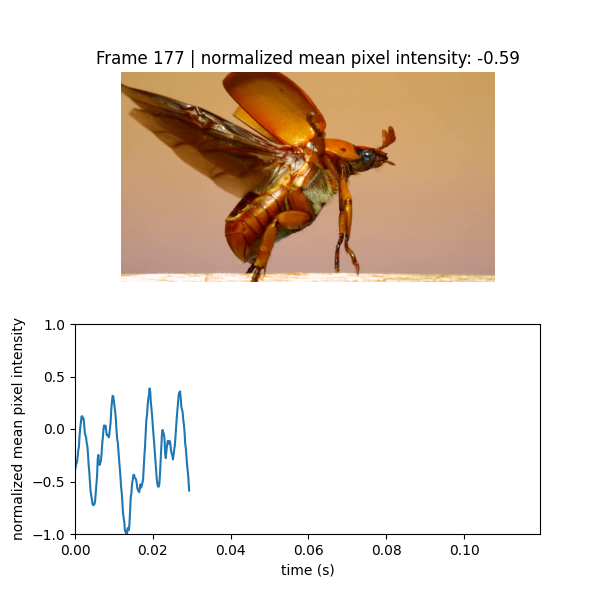 Frame 177 | normalized mean pixel intensity: -0.59
1.0
0.5
0.0
−0.5
−1.0
normalized mean pixel intensity
0.00 0.02 0.04 0.06 0.08 0.10
time (s)